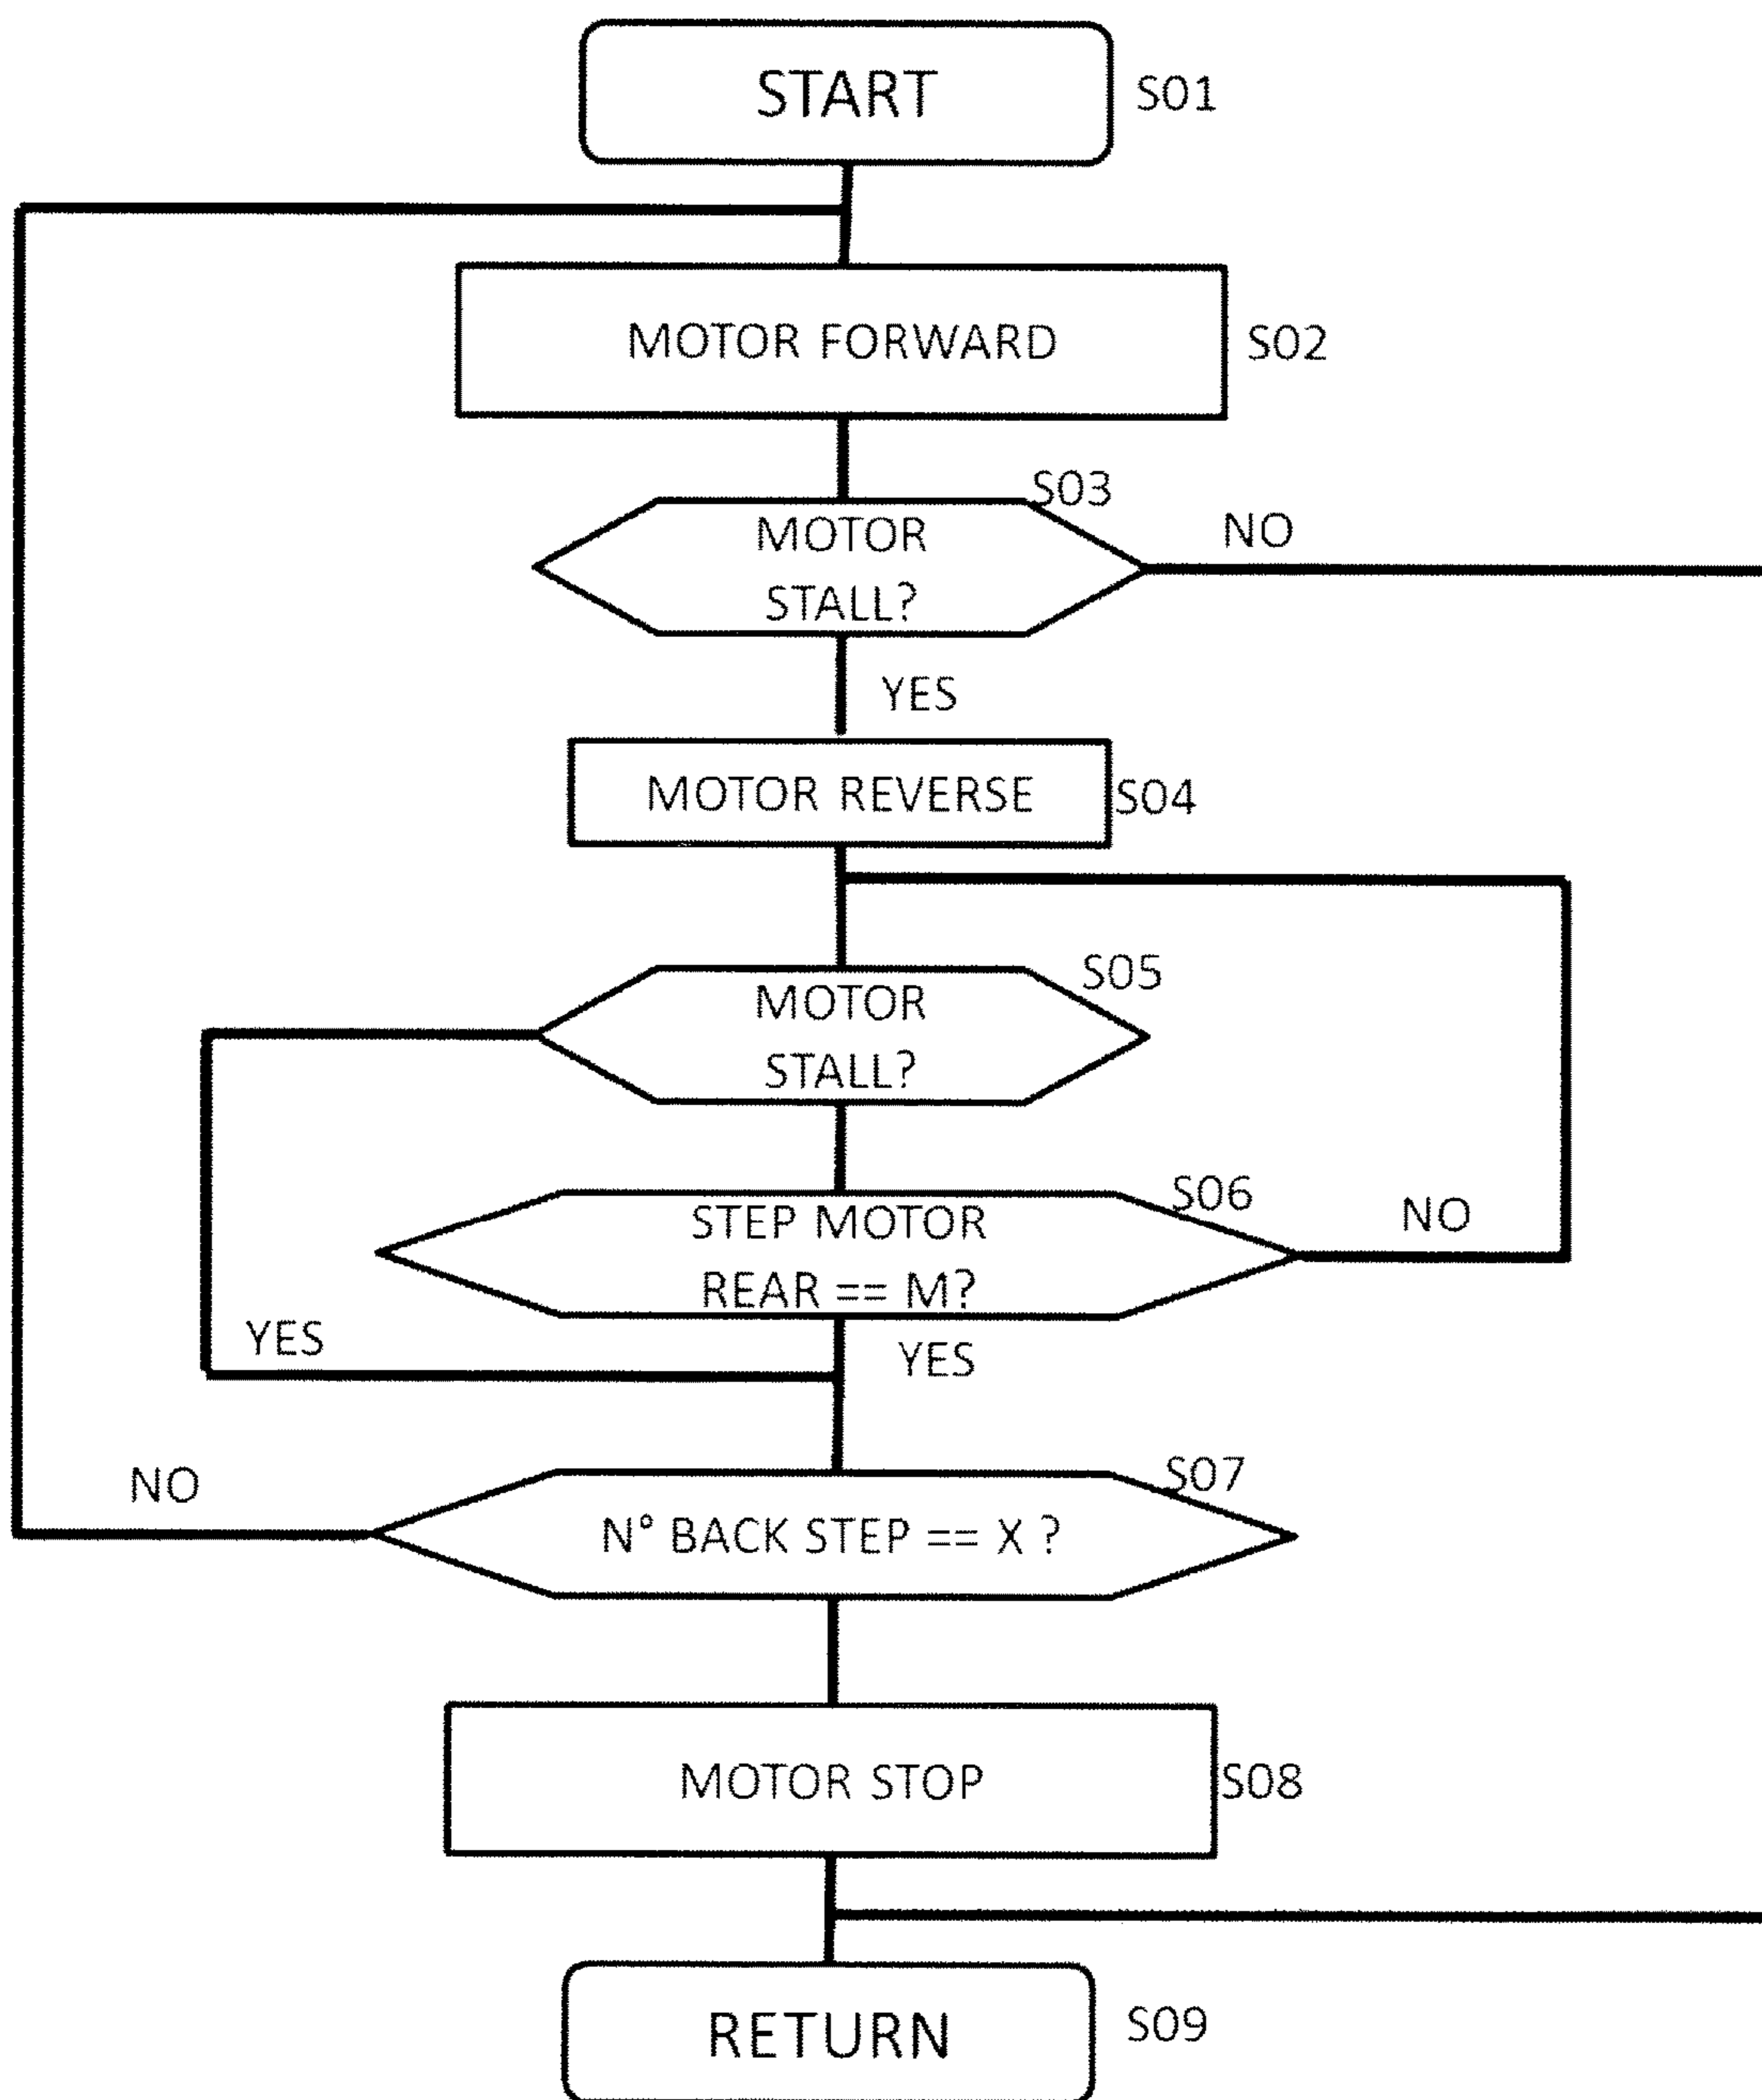 START
S01
MOTOR FORWARD
S02
S03
MOTOR
STALL?
NO
YES
MOTOR REVERSE
S04
S05
MOTOR
STALL?
S06
STEP MOTOR
REAR == M?
NO
YES
YES
S07
NO
N° BACK STEP == X ?
MOTOR STOP
S08
RETURN
S09